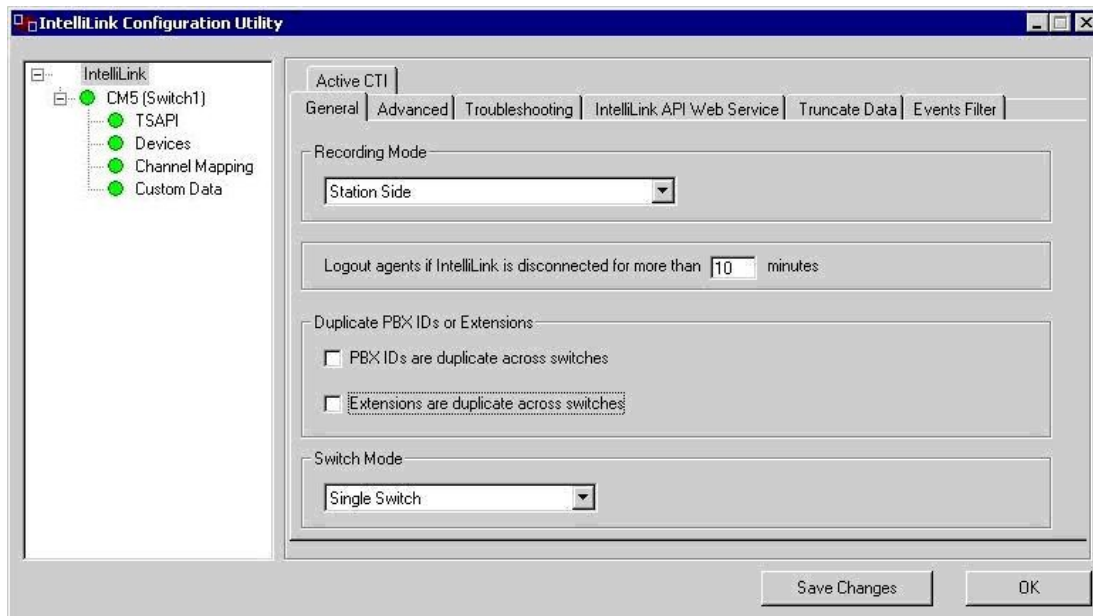 IntelliLink Configuration Utility
IntelliLink
CM5 (Switch1)
TSAPI
Devices
Channel Mapping
Custom Data
Active CTI
General
Advanced
Troubleshooting
IntelliLink API Web Service
Truncate Data
Events Filter
Recording Mode
Station Side
Logout agents if IntelliLink is disconnected for more than 10 minutes
Duplicate PBX IDs or Extensions
PBX IDs are duplicate across switches
Extensions are duplicate across switches
Switch Mode
Single Switch
Save Changes
OK